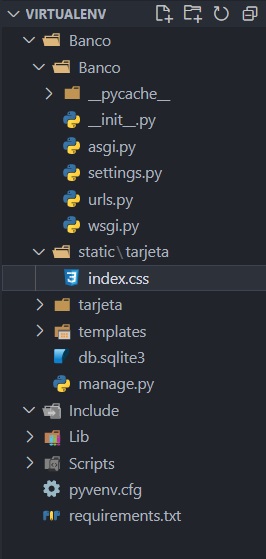 VIRTUALENV
Banco
Banco
__pycache__
__init__.py
asgi.py
settings.py
urls.py
wsgi.py
static\tarjeta
index.css
tarjeta
templates
db.sqlite3
manage.py
Include
Lib
Scripts
pyvenv.cfg
requirements.txt